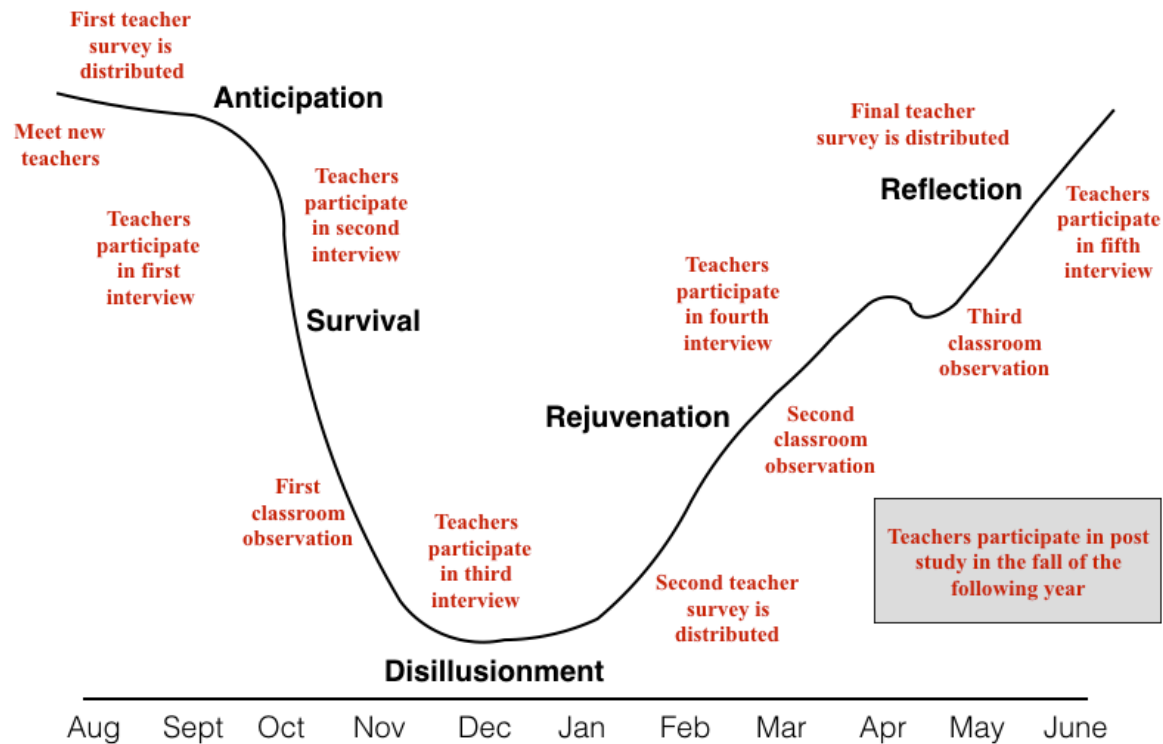 First teacher
survey is
distributed
Anticipation
Meet new
teachers
Teachers
participate
in first
interview
Teachers
participate
in second
interview
Survival
First
classroom
observation
Teachers
participate
in third
interview
Disillusionment
Second teacher
survey is
distributed
Rejuvenation
Teachers
participate
in fourth
interview
Second
classroom
observation
Final teacher
survey is distributed
Reflection
Third
classroom
observation
Teachers
participate
in fifth
interview
Teachers participate in post
study in the fall of the
following year
Aug Sept Oct Nov Dec Jan Feb Mar Apr May June